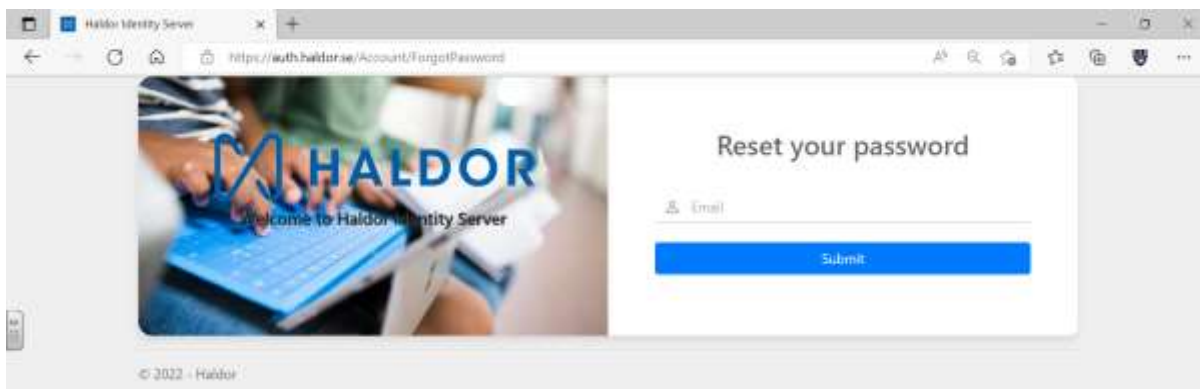 Haldor Identity Server
https://auth.haldor.se/Account/ForgotPassword
HALDOR
Welcome to Haldor Identity Server
Reset your password
Email
Submit
© 2022 - Haldor